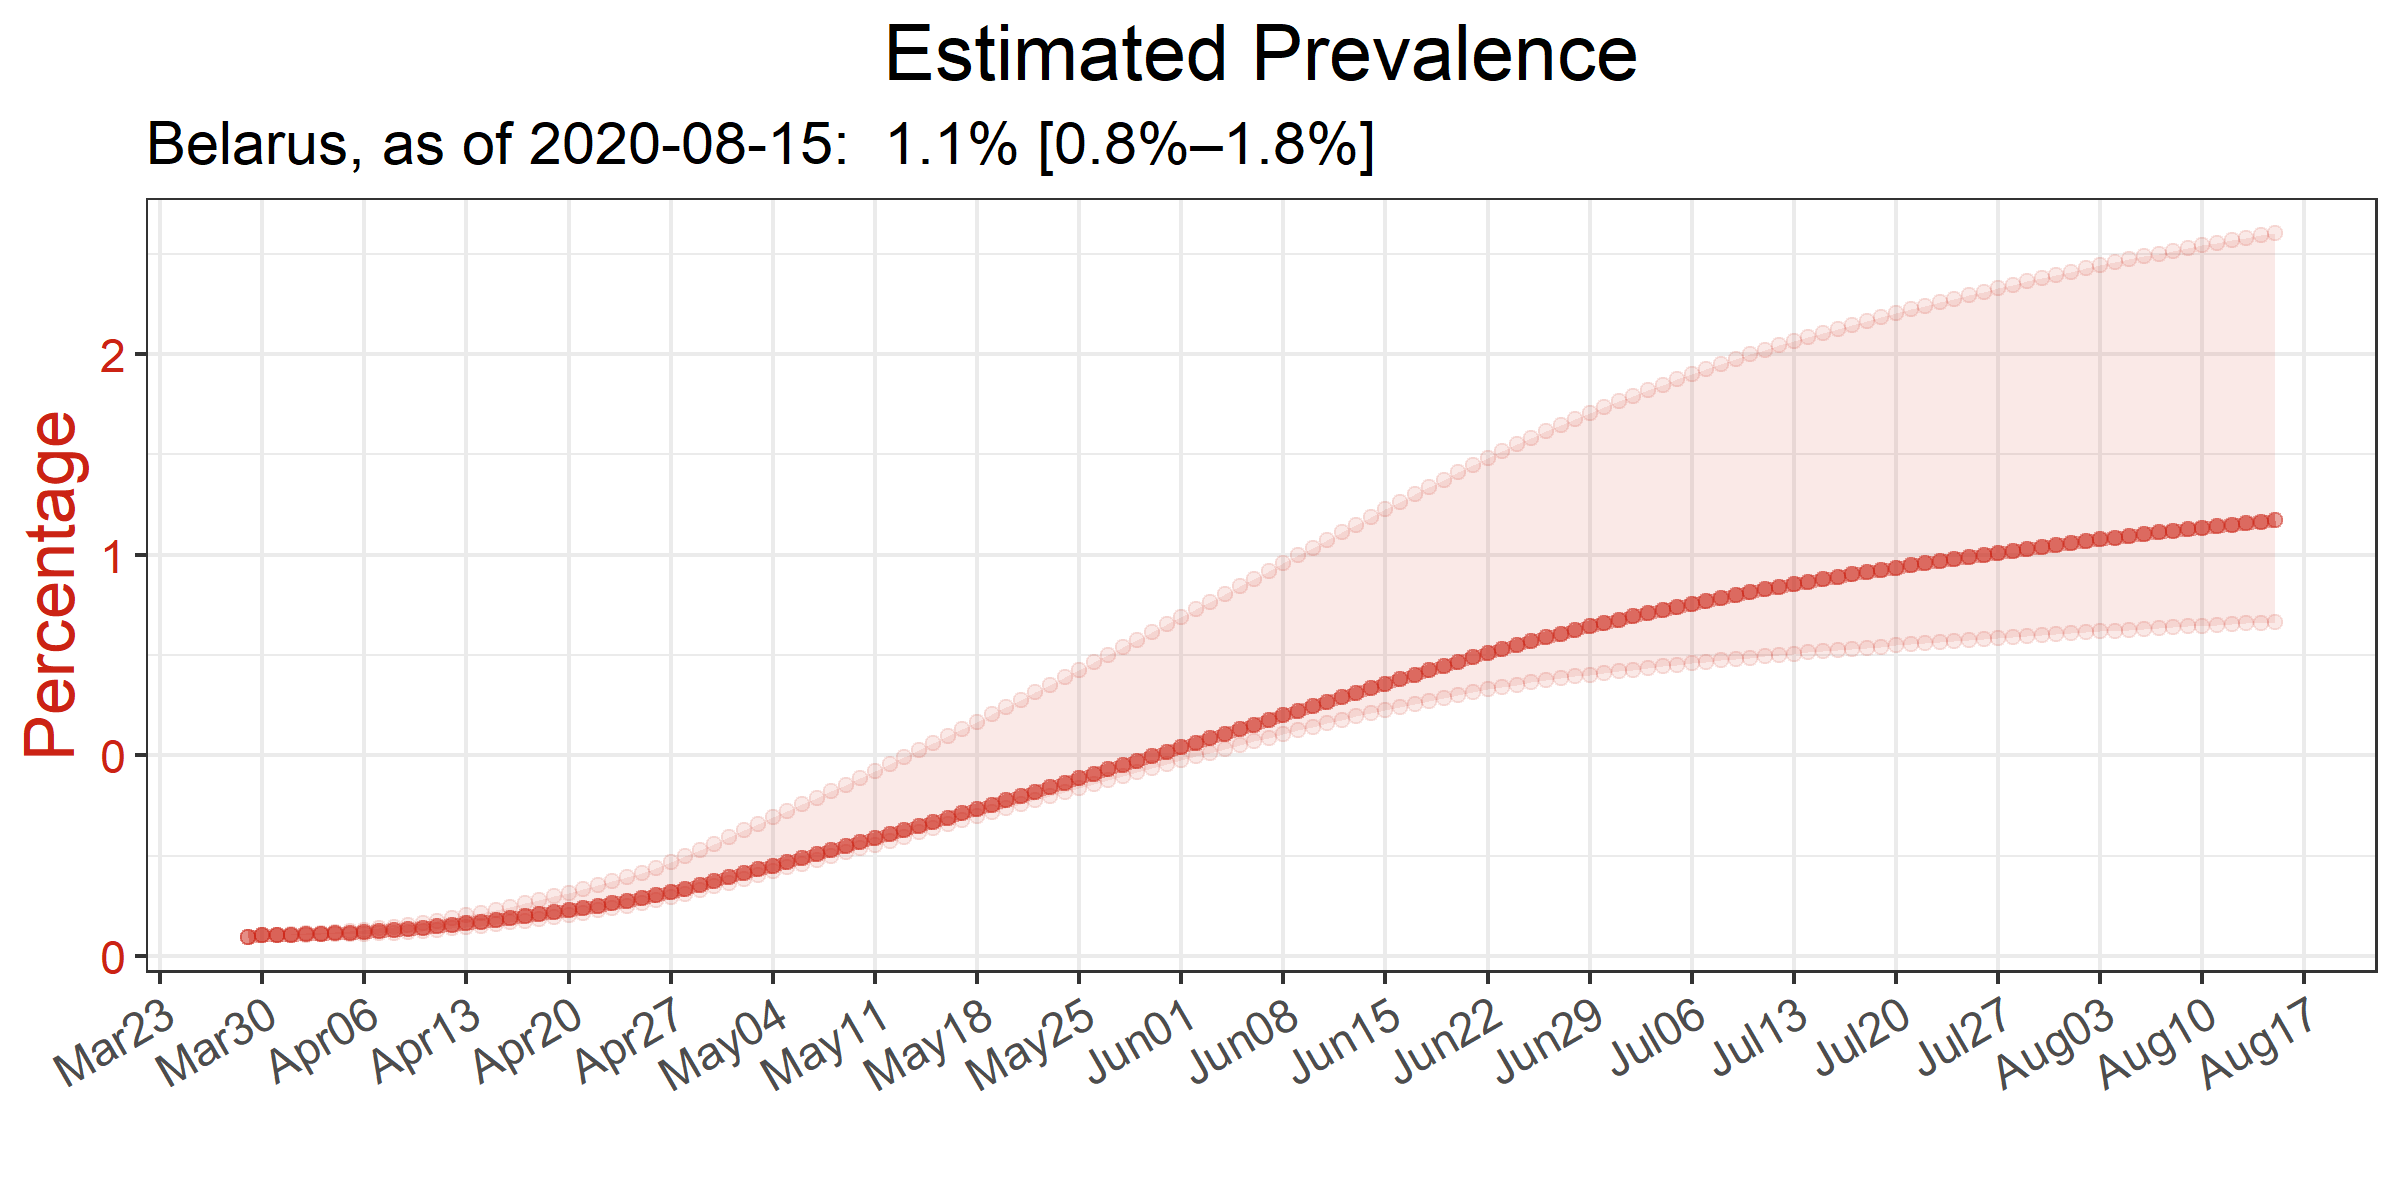 Estimated Prevalence
Belarus, as of 2020-08-15:  1.1% [0.8%–1.8%]
Percentage
2
1
0
0
Mar23 Mar30 Apr06 Apr13 Apr20 Apr27 May04 May11 May18 May25 Jun01 Jun08 Jun15 Jun22 Jun29 Jul06 Jul13 Jul20 Jul27 Aug03 Aug10 Aug17